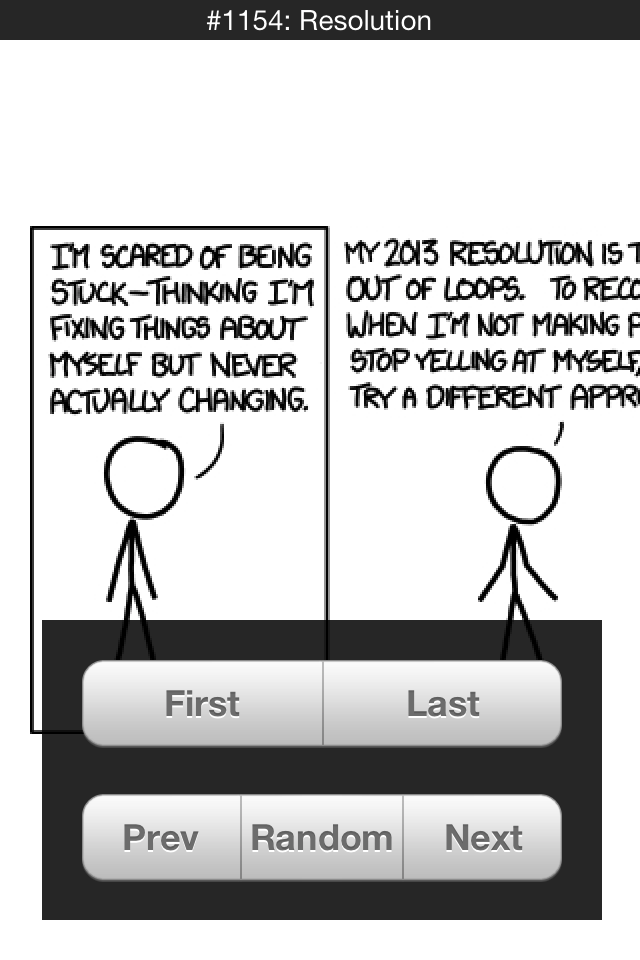 #1154: Resolution
I'M SCARED OF BEING
STUCK—THINKING I'M
FIXING THINGS ABOUT
MYSELF BUT NEVER
ACTUALLY CHANGING.
MY 2013 RESOLUTION IS
OUT OF LOOPS. TO
WHEN I'M NOT MAKING
STOP YELLING AT MYSELF,
TRY A DIFFERENT
First
Last
Prev
Random
Next